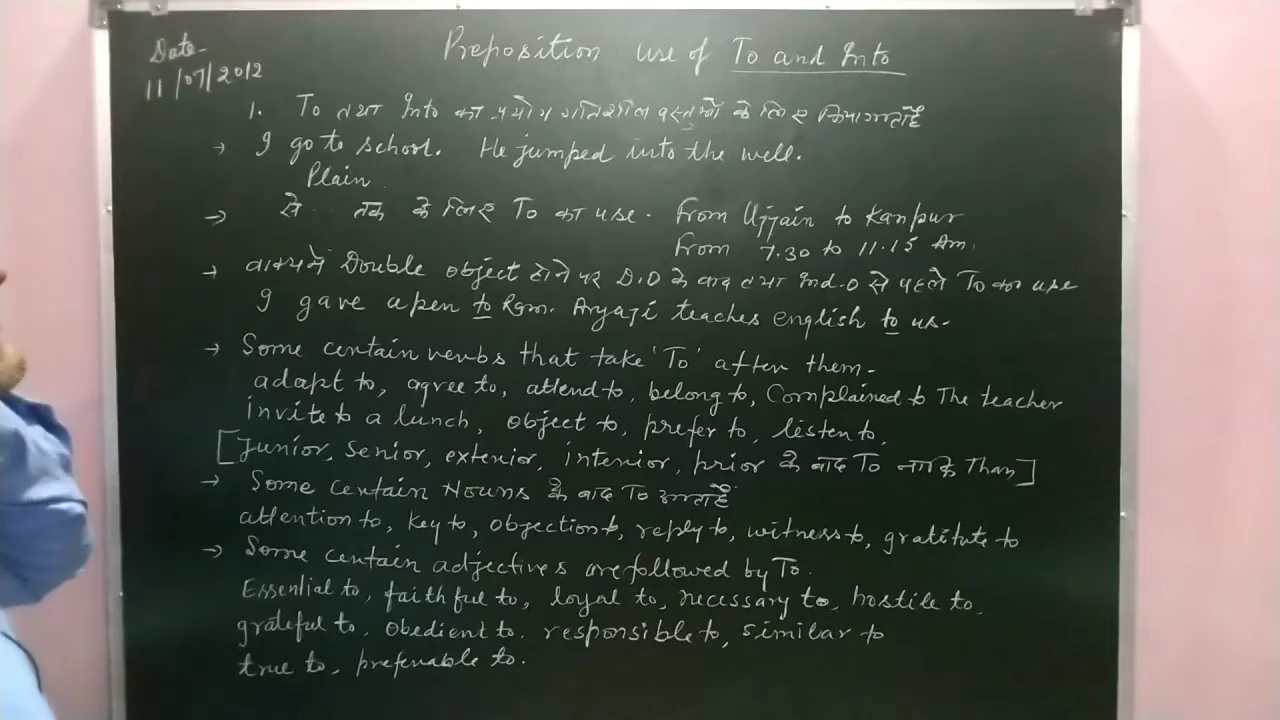 Date-
11/07/2012
Preposition use of To and Into
1. To तथा Into का प्रयोग गतिशील वस्तुओं के लिए किया जाता है
→ I go to school. He jumped into the well.
Plain
→ से .. तक के लिए To का use. From Ujjain to Kanpur
From 7.30 to 11.15 Am.
→ वाक्य में Double object होने पर D.O के बाद तथा Ind.O से पहले To का use
I gave a pen to Ram. Aryaji teaches english to us.
→ Some certain verbs that take 'To' after them-
adapt to, agree to, attend to, belong to, Complained to The teacher
invite to a lunch, object to, prefer to, listen to,
[Junior, Senior, exterior, interior, prior के बाद To नाकि Than]
→ Some certain Nouns के बाद To आता है
attention to, key to, objection to, reply to, witness to, gratitute to
→ Some certain adjectives are followed by To.
Essential to, faithful to, loyal to, necessary to, hostile to,
grateful to, obedient to, responsible to, similar to
true to, preferable to.